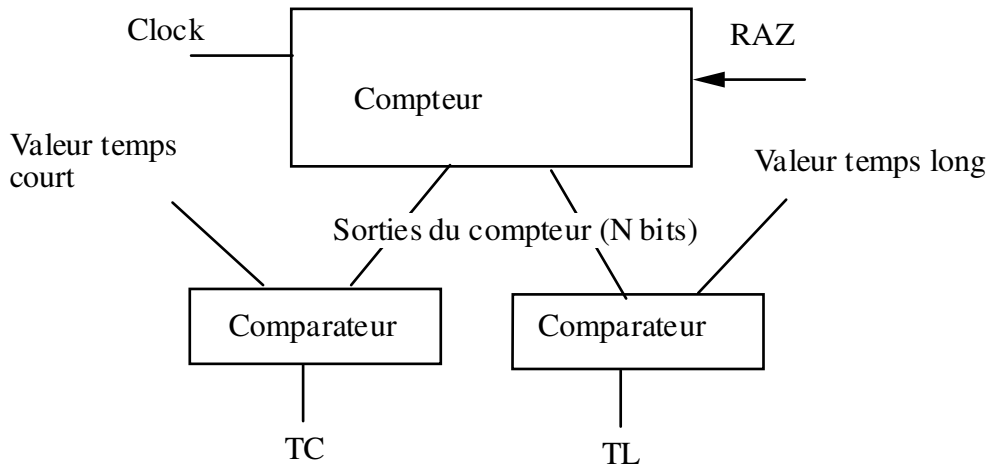 Clock
RAZ
Compteur
Valeur temps
court
Valeur temps long
Sorties du compteur (N bits)
Comparateur
Comparateur
TC
TL